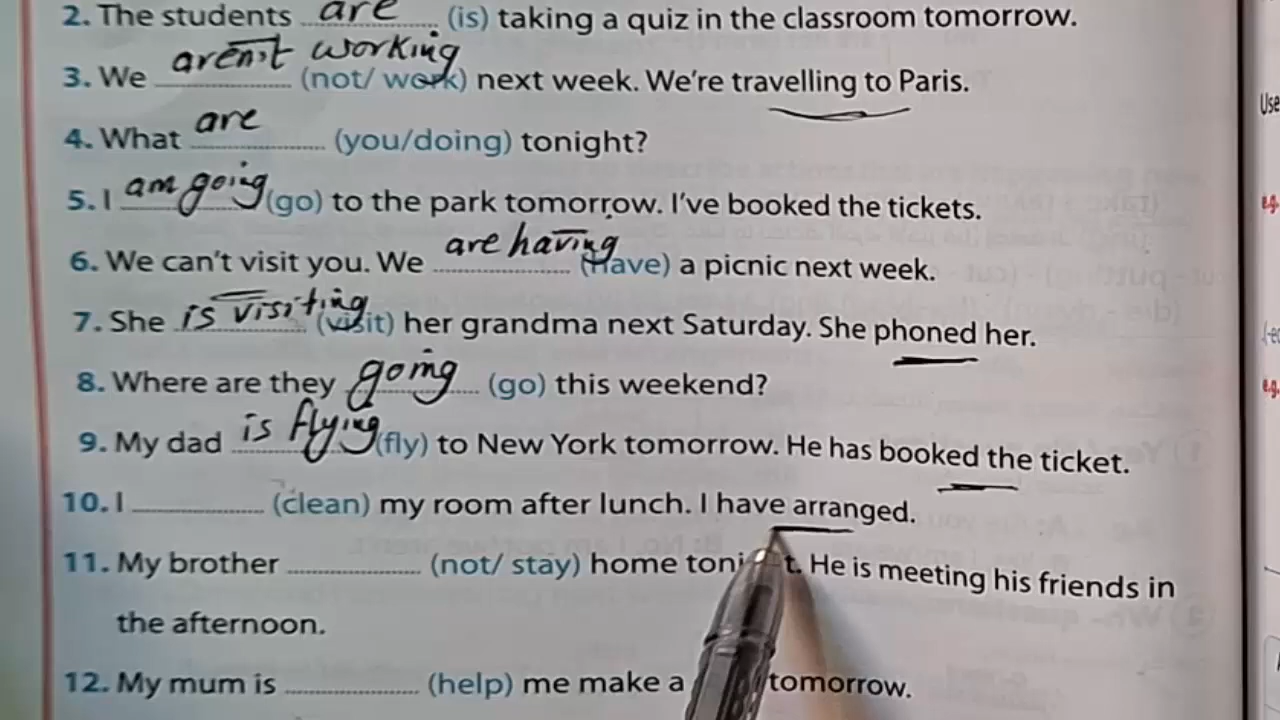 2. The students are (is) taking a quiz in the classroom tomorrow.
3. We aren't working (not/ work) next week. We're travelling to Paris.
4. What are (you/doing) tonight?
5. I am going (go) to the park tomorrow. I've booked the tickets.
6. We can't visit you. We are having (have) a picnic next week.
7. She is visiting (visit) her grandma next Saturday. She phoned her.
8. Where are they going (go) this weekend?
9. My dad is flying (fly) to New York tomorrow. He has booked the ticket.
10. I ............ (clean) my room after lunch. I have arranged.
11. My brother ............ (not/ stay) home toni t. He is meeting his friends in
the afternoon.
12. My mum is ............ (help) me make a tomorrow.
Use
e.g.
e.g.